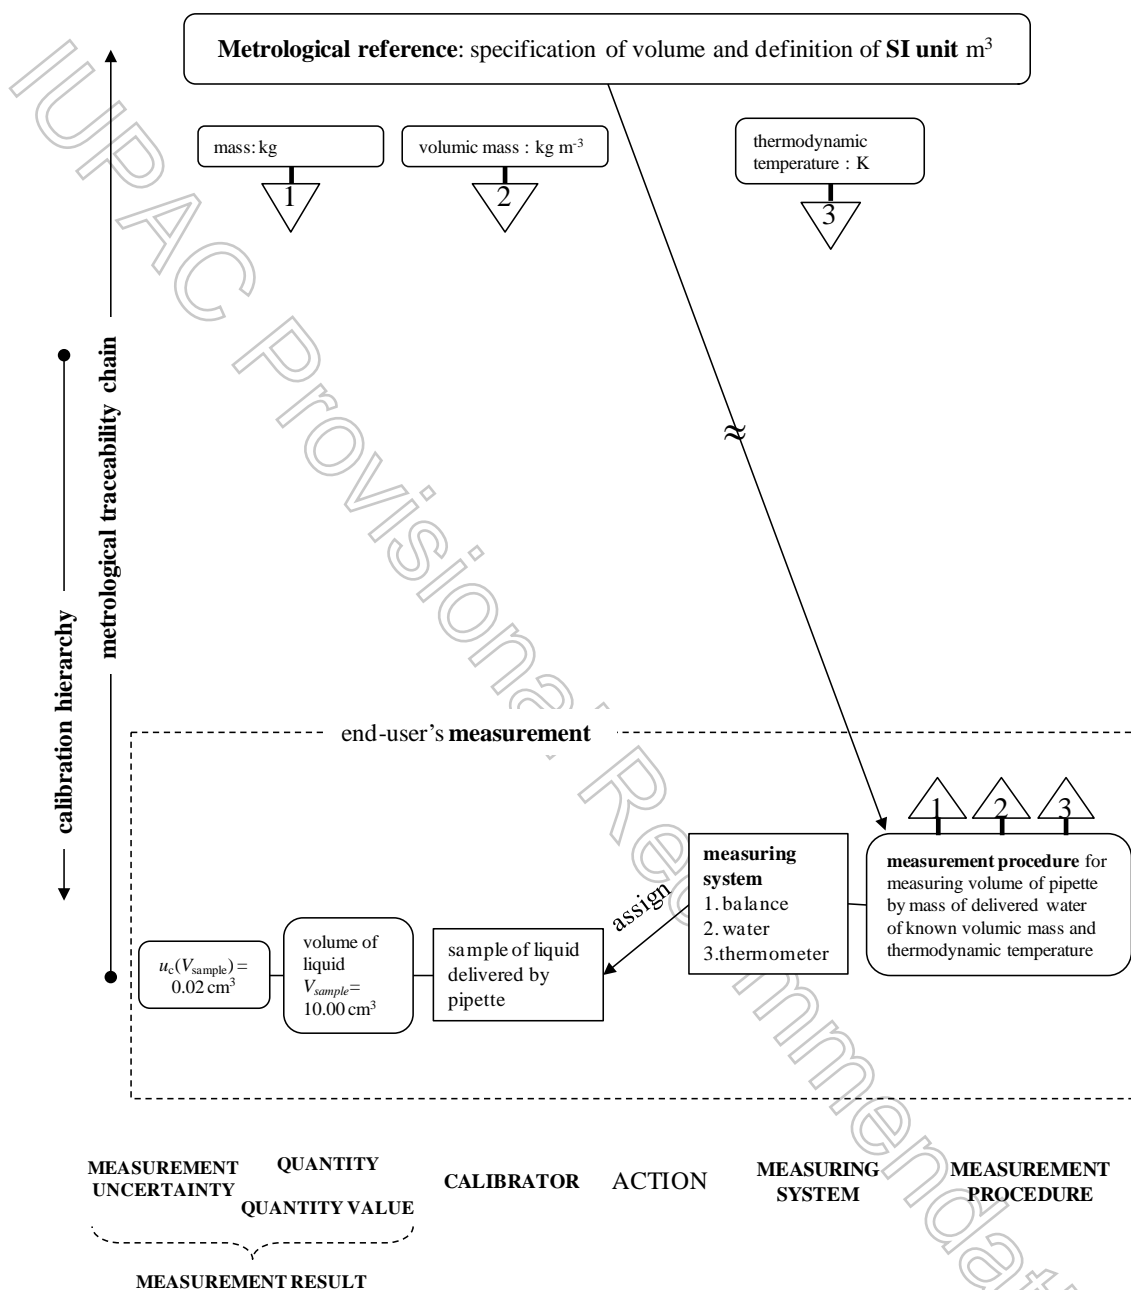 Metrological reference: specification of volume and definition of SI unit m³
mass: kg
volumic mass : kg m⁻³
thermodynamic
temperature : K
1
2
3
IUPAC Provisional Recommendat
metrological traceability chain
calibration hierarchy
≈
end-user's measurement
1
2
3
measuring
system
1. balance
2. water
3.thermometer
measurement procedure for
measuring volume of pipette
by mass of delivered water
of known volumic mass and
thermodynamic temperature
assign
sample of liquid
delivered by
pipette
volume of
liquid
V_sample=
10.00 cm³
u_c(V_sample) =
0.02 cm³
MEASUREMENT
UNCERTAINTY
QUANTITY
QUANTITY VALUE
CALIBRATOR
ACTION
MEASURING
SYSTEM
MEASUREMENT
PROCEDURE
MEASUREMENT RESULT